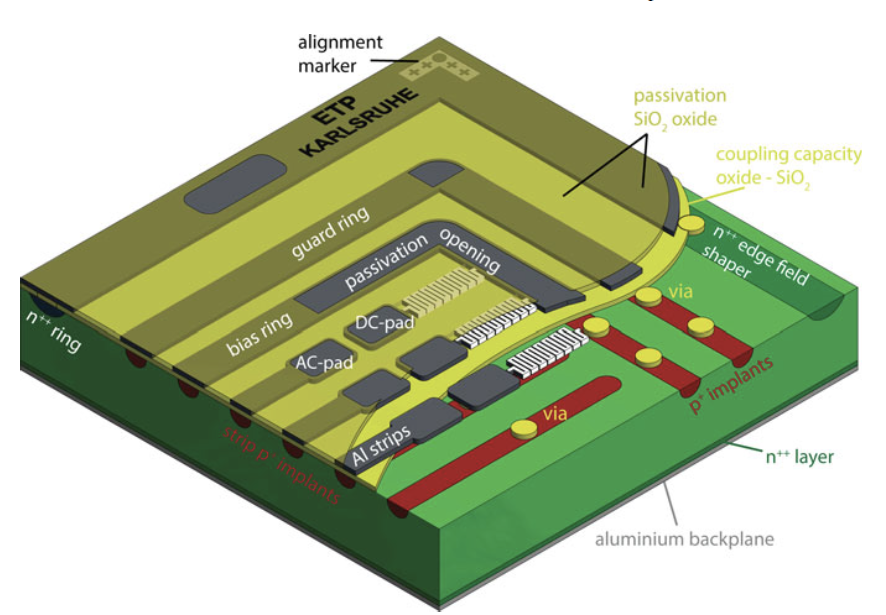 alignment
marker
ETP
KARLSRUHE
passivation
SiO₂ oxide
coupling capacity
oxide - SiO₂
guard ring
passivation opening
n⁺⁺ edge field
shaper
n⁺⁺ ring
bias ring
DC-pad
AC-pad
via
via
Al strips
strip p⁺ implants
p⁺ implants
n⁺⁺ layer
aluminium backplane